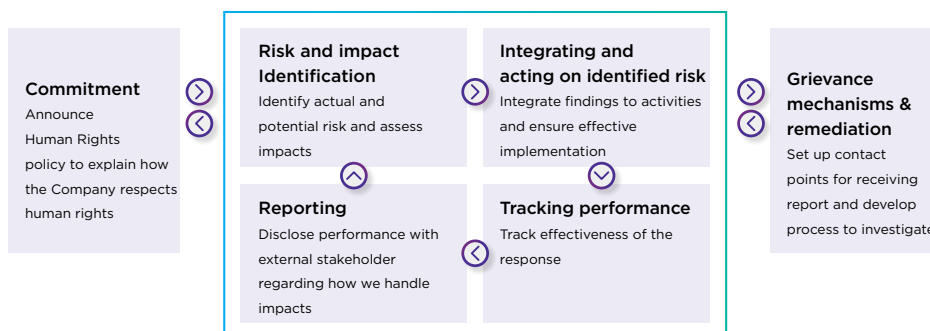 Commitment
Announce
Human Rights
policy to explain how
the Company respects
human rights
Risk and impact
Identification
Identify actual and
potential risk and assess
impacts
Integrating and
acting on identified risk
Integrate findings to activities
and ensure effective
implementation
Reporting
Disclose performance with
external stakeholder
regarding how we handle
impacts
Tracking performance
Track effectiveness of the
response
Grievance
mechanisms &
remediation
Set up contact
points for receiving
report and develop
process to investigate